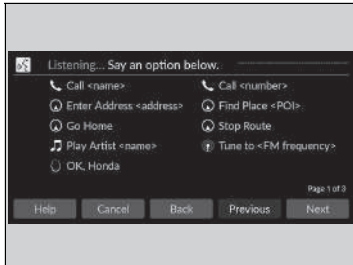 Listening... Say an option below.
Call <name>
Call <number>
Enter Address <address>
Find Place <POI>
Go Home
Stop Route
Play Artist <name>
Tune to <FM frequency>
OK, Honda
Page 1 of 3
Help Cancel Back Previous Next